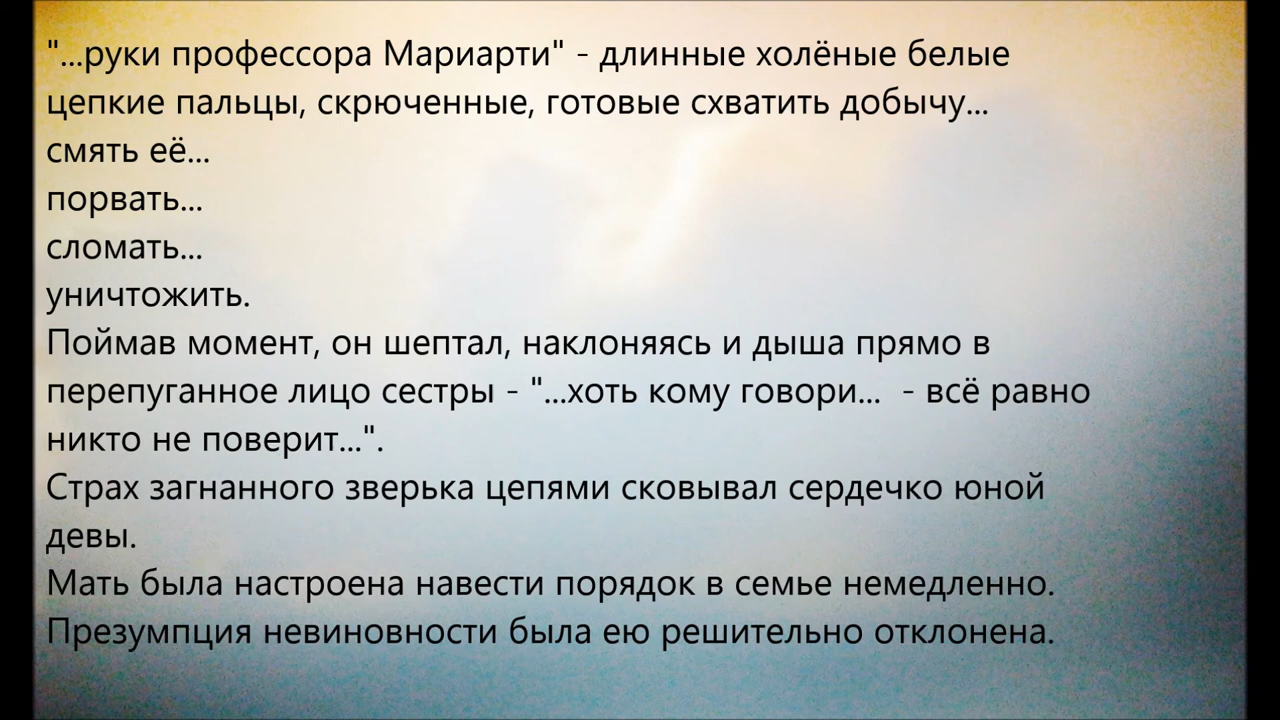 "...руки профессора Мариарти" - длинные холёные белые
цепкие пальцы, скрюченные, готовые схватить добычу...
смять её...
порвать...
сломать...
уничтожить.
Поймав момент, он шептал, наклоняясь и дыша прямо в
перепуганное лицо сестры - "...хоть кому говори...  - всё равно
никто не поверит...".
Страх загнанного зверька цепями сковывал сердечко юной
девы.
Мать была настроена навести порядок в семье немедленно.
Презумпция невиновности была ею решительно отклонена.